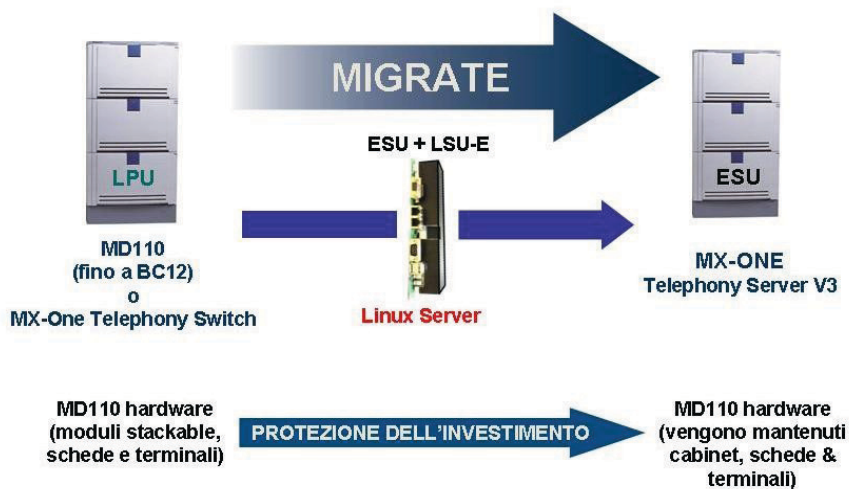 MIGRATE
ESU + LSU-E
LPU
ESU
MD110
(fino a BC12)
o
MX-One Telephony Switch
Linux Server
MX-ONE
Telephony Server V3
MD110 hardware
(moduli stackable,
schede e terminali)
PROTEZIONE DELL'INVESTIMENTO
MD110 hardware
(vengono mantenuti
cabinet, schede &
terminali)